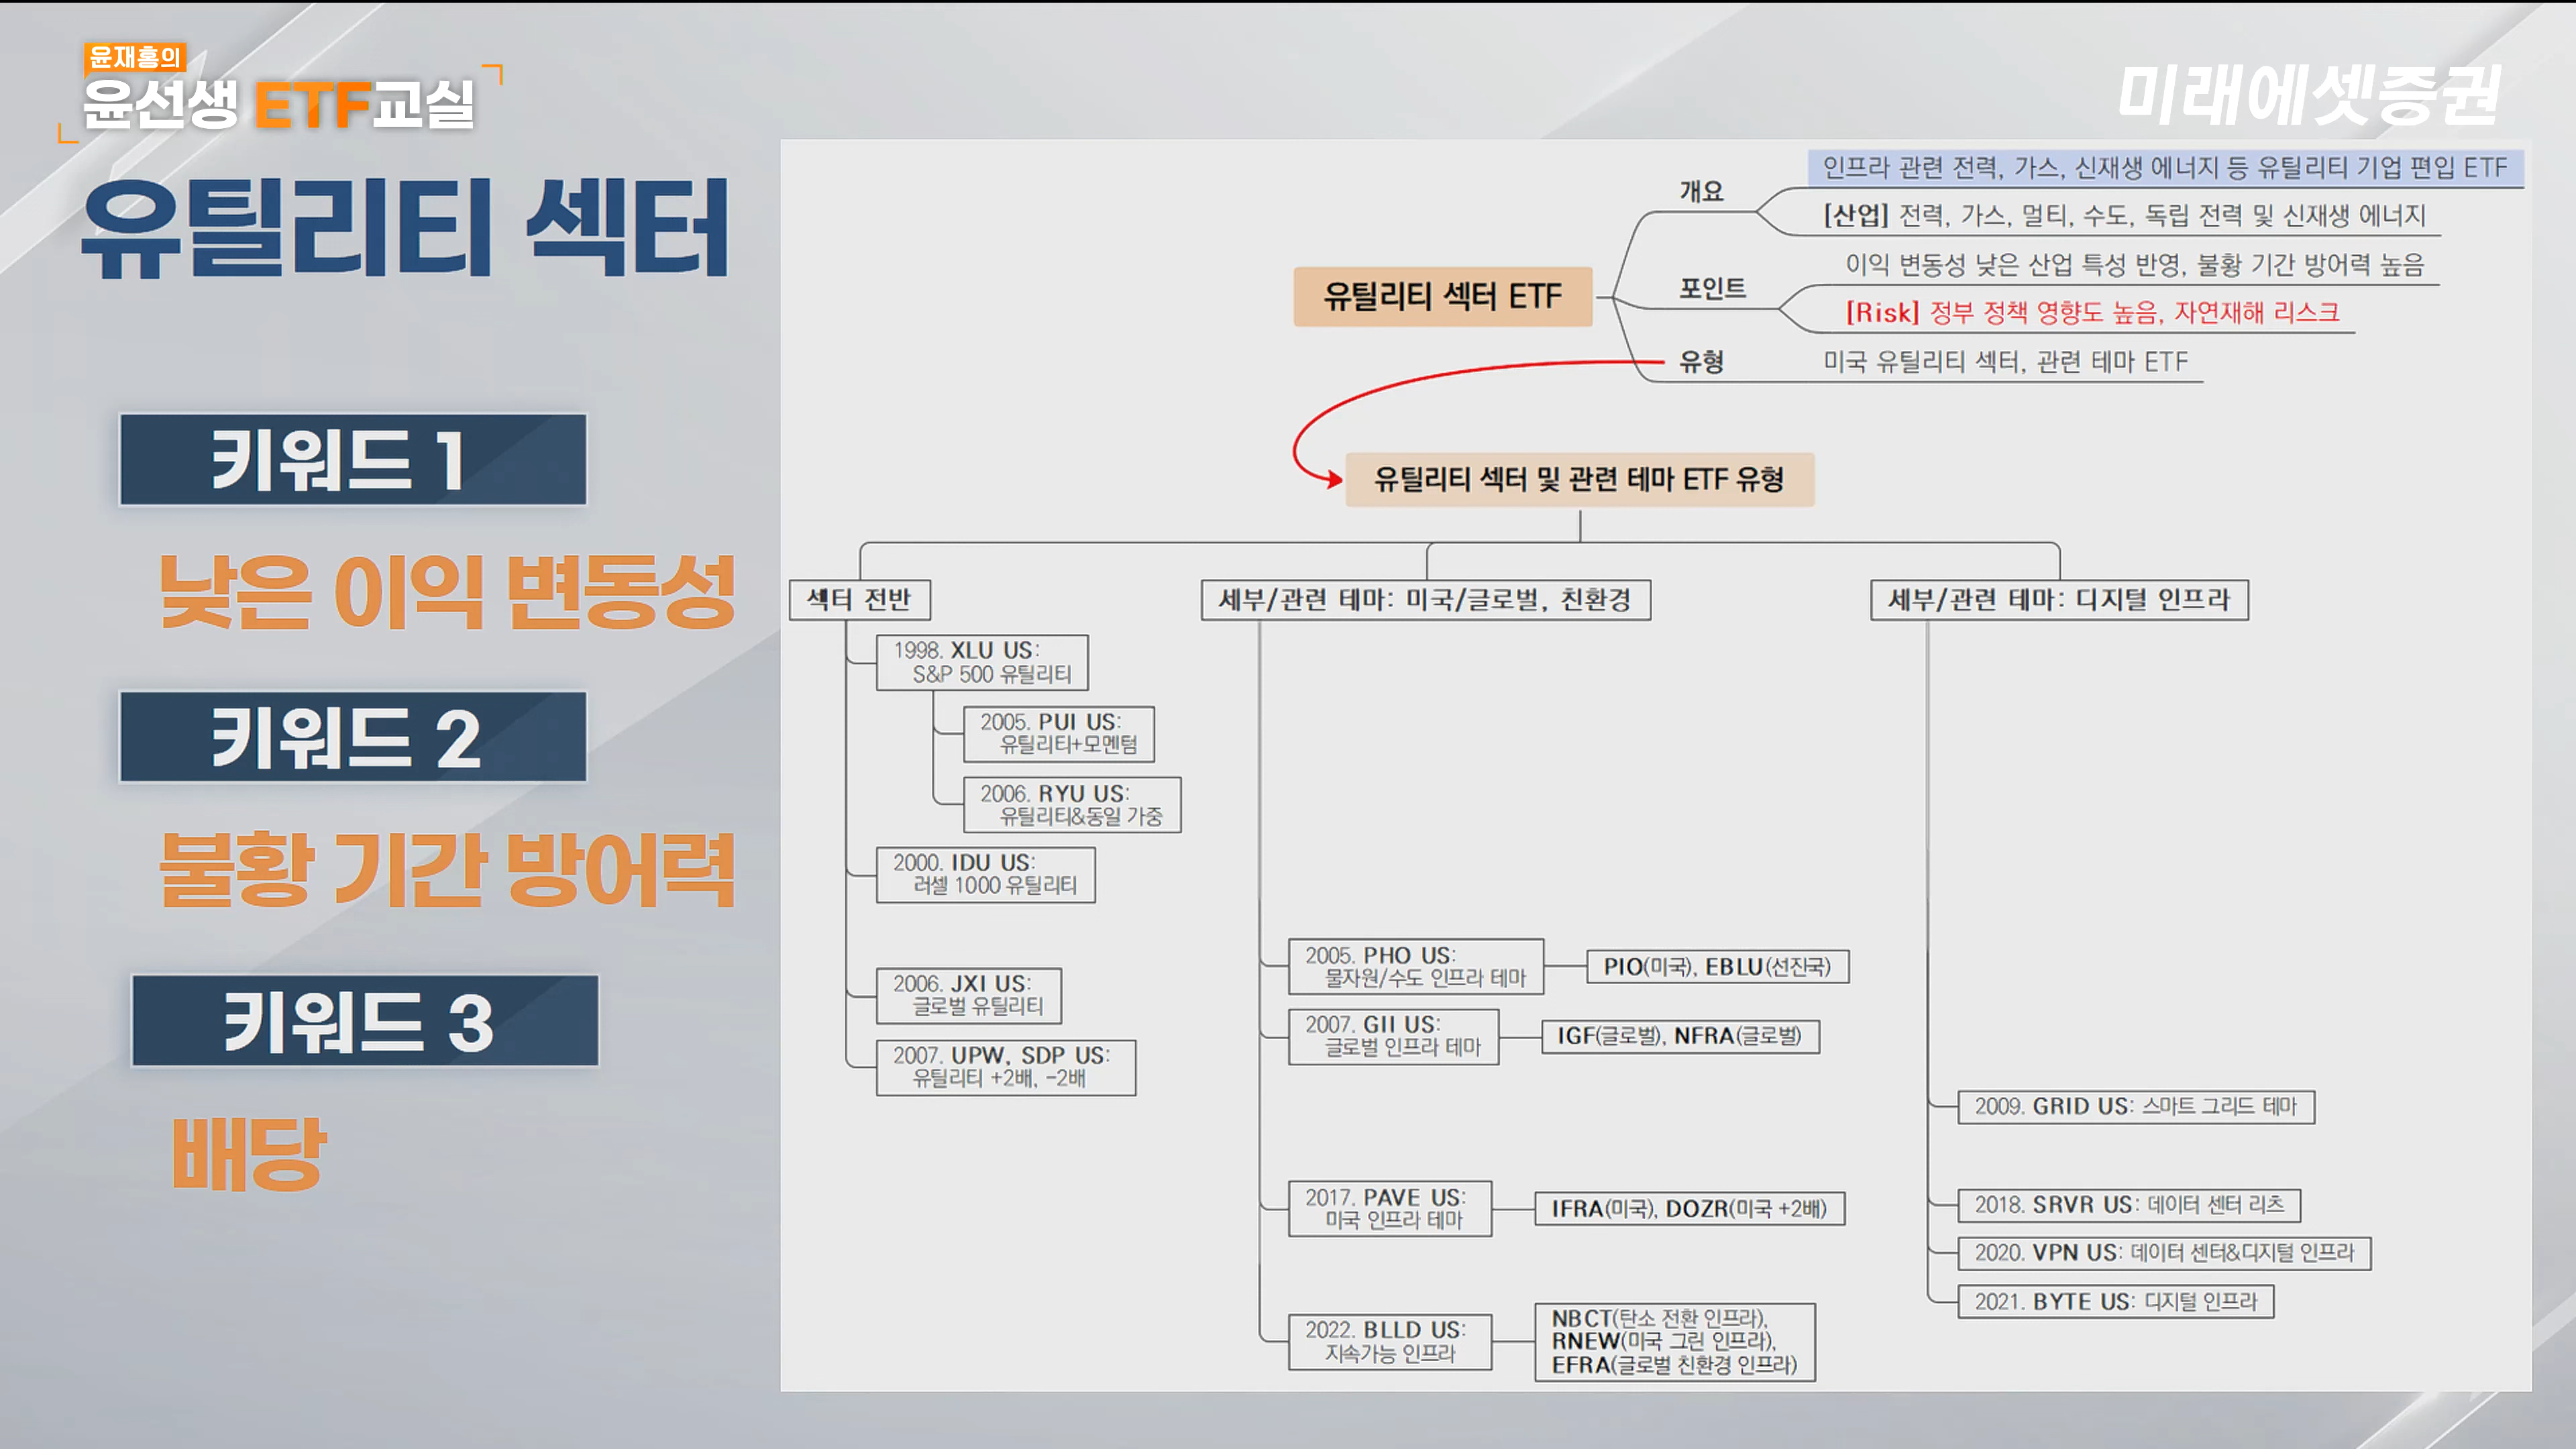 윤재홍의
윤선생 ETF교실
미래에셋증권
유틸리티 섹터
키워드 1
낮은 이익 변동성
키워드 2
불황 기간 방어력
키워드 3
배당
유틸리티 섹터 ETF
개요
인프라 관련 전력, 가스, 신재생 에너지 등 유틸리티 기업 편입 ETF
[산업] 전력, 가스, 멀티, 수도, 독립 전력 및 신재생 에너지
포인트
이익 변동성 낮은 산업 특성 반영, 불황 기간 방어력 높음
[Risk] 정부 정책 영향도 높음, 자연재해 리스크
유형
미국 유틸리티 섹터, 관련 테마 ETF
유틸리티 섹터 및 관련 테마 ETF 유형
섹터 전반
1998. XLU US:
S&P 500 유틸리티
2005. PUI US:
유틸리티+모멘텀
2006. RYU US:
유틸리티&동일 가중
2000. IDU US:
러셀 1000 유틸리티
2006. JXI US:
글로벌 유틸리티
2007. UPW, SDP US:
유틸리티 +2배, -2배
세부/관련 테마: 미국/글로벌, 친환경
2005. PHO US:
물자원/수도 인프라 테마
PIO(미국), EBLU(선진국)
2007. GII US:
글로벌 인프라 테마
IGF(글로벌), NFRA(글로벌)
2017. PAVE US:
미국 인프라 테마
IFRA(미국), DOZR(미국 +2배)
2022. BLLD US:
지속가능 인프라
NBCT(탄소 전환 인프라),
RNEW(미국 그린 인프라),
EFRA(글로벌 친환경 인프라)
세부/관련 테마: 디지털 인프라
2009. GRID US: 스마트 그리드 테마
2018. SRVR US: 데이터 센터 리츠
2020. VPN US: 데이터 센터&디지털 인프라
2021. BYTE US: 디지털 인프라